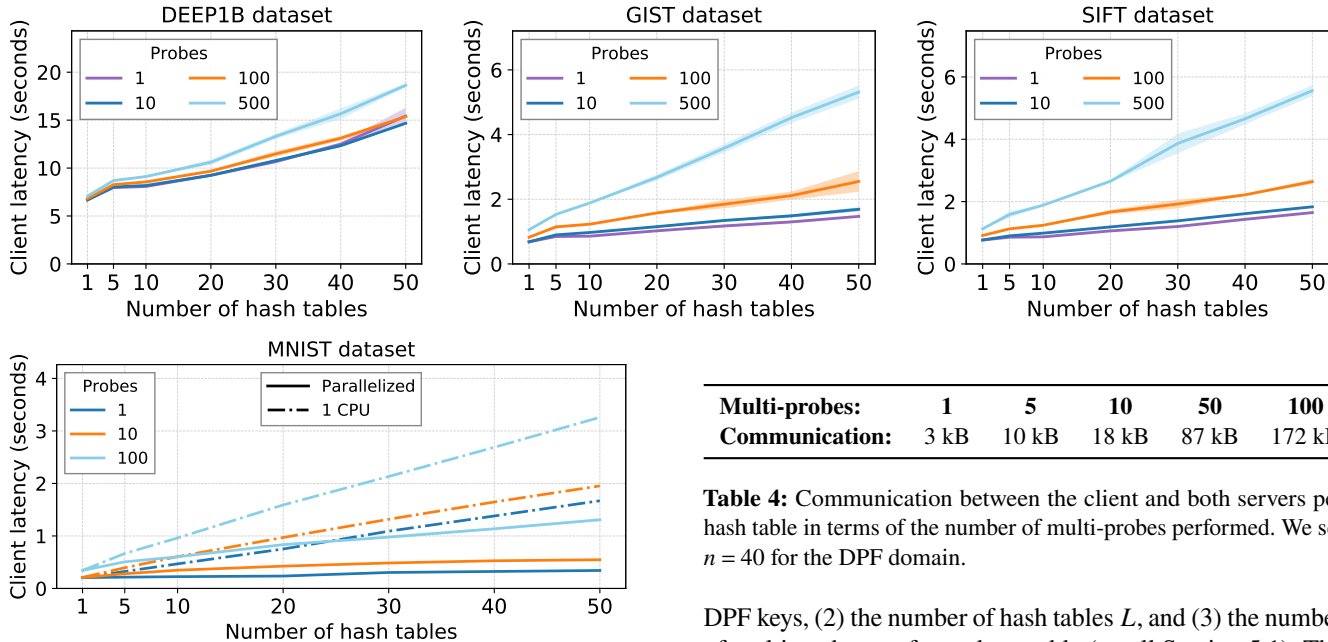 DEEP1B dataset
Client latency (seconds)
20
15
10
5
0
Probes
1 100
10 500
1 5 10 20 30 40 50
Number of hash tables
GIST dataset
Client latency (seconds)
6
4
2
0
Probes
1 100
10 500
1 5 10 20 30 40 50
Number of hash tables
SIFT dataset
Client latency (seconds)
6
4
2
0
Probes
1 100
10 500
1 5 10 20 30 40 50
Number of hash tables
MNIST dataset
Client latency (seconds)
4
3
2
1
0
Probes
1
10
100
Parallelized
1 CPU
1 5 10 20 30 40 50
Number of hash tables
Multi-probes: 1 5 10 50 100
Communication: 3 kB 10 kB 18 kB 87 kB 172 k
Table 4: Communication between the client and both servers pe
hash table in terms of the number of multi-probes performed. We se
n = 40 for the DPF domain.
DPF keys, (2) the number of hash tables L, and (3) the number